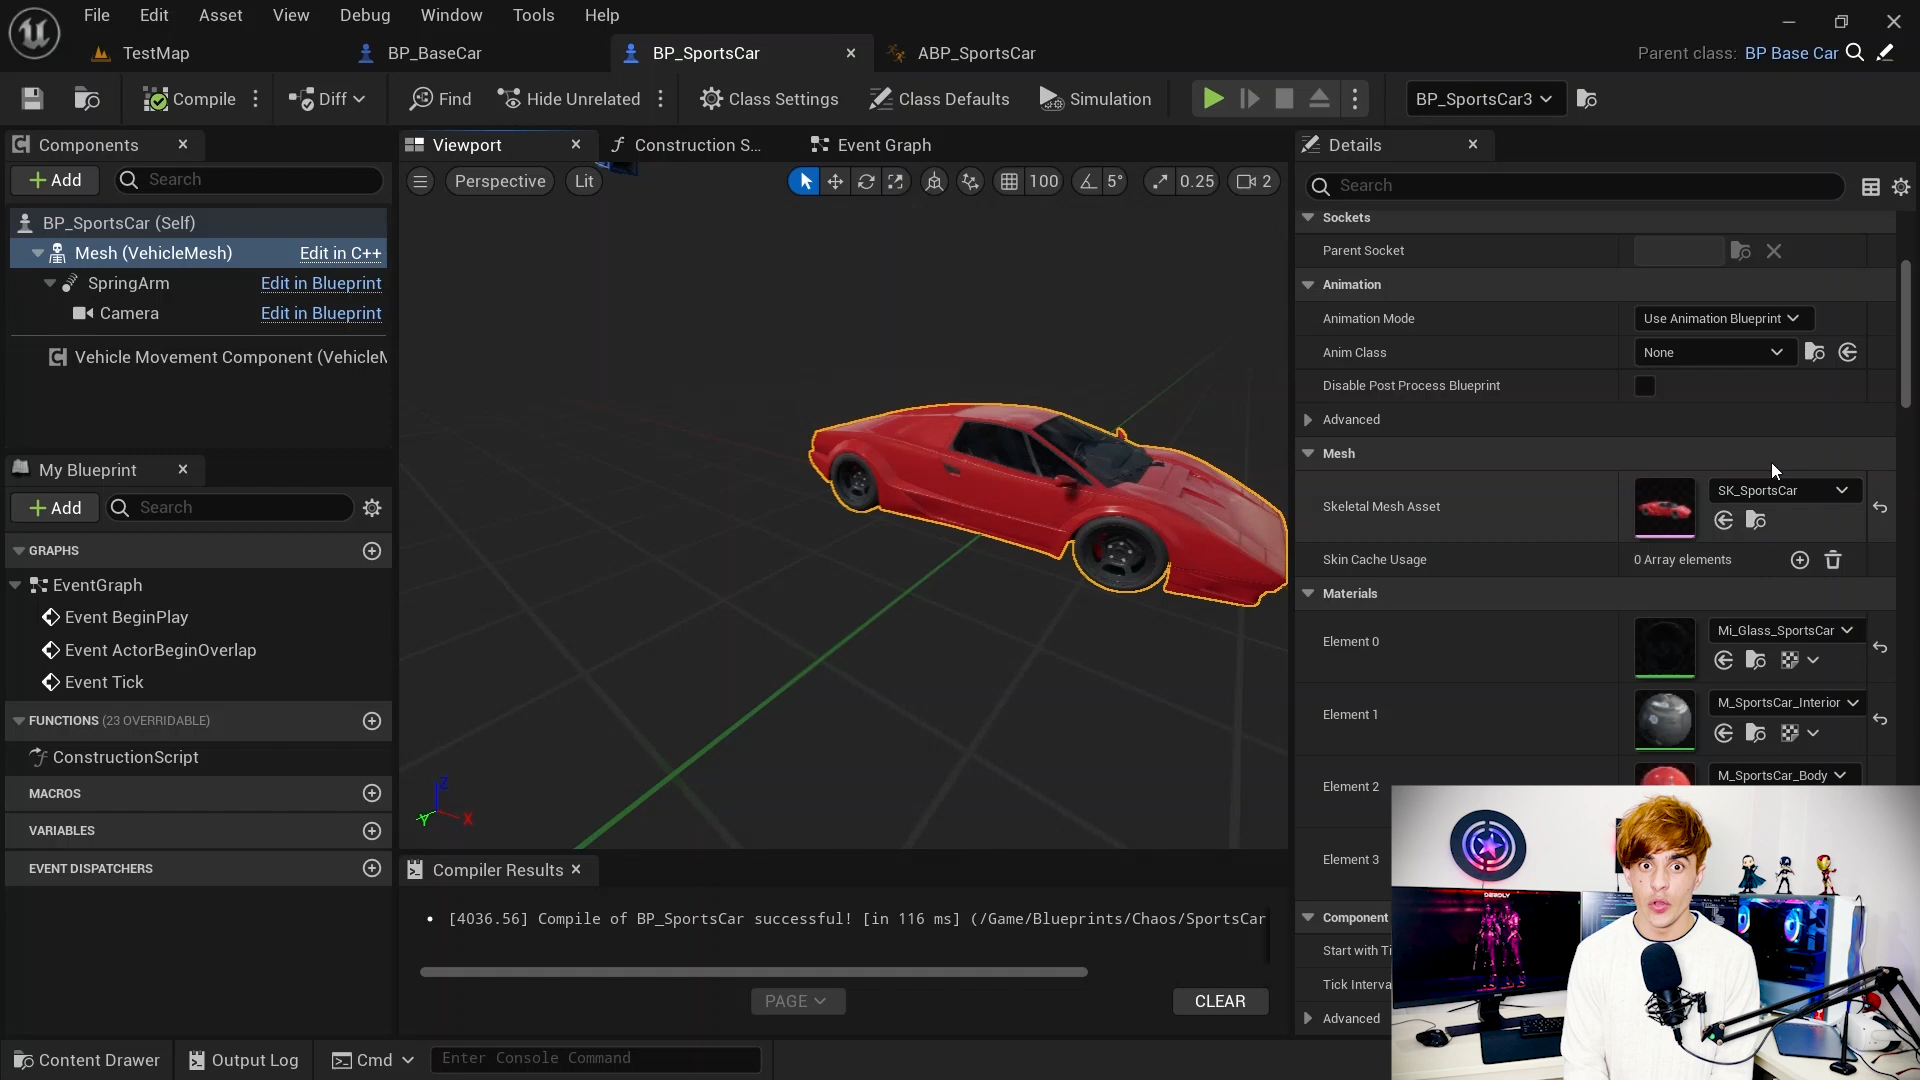 File Edit Asset View Debug Window Tools Help
TestMap BP_BaseCar BP_SportsCar ABP_SportsCar Parent class: BP Base Car
Compile Diff Find Hide Unrelated Class Settings Class Defaults Simulation BP_SportsCar3
Components
Add Search
BP_SportsCar (Self)
Mesh (VehicleMesh) Edit in C++
SpringArm Edit in Blueprint
Camera Edit in Blueprint
Vehicle Movement Component (VehicleM
My Blueprint
Add Search
GRAPHS
EventGraph
Event BeginPlay
Event ActorBeginOverlap
Event Tick
FUNCTIONS (23 OVERRIDABLE)
ConstructionScript
MACROS
VARIABLES
EVENT DISPATCHERS
Viewport Construction S... Event Graph
Perspective Lit 100 5° 0.25 2
Z
Y X
Compiler Results
[4036.56] Compile of BP_SportsCar successful! [in 116 ms] (/Game/Blueprints/Chaos/SportsCar
PAGE CLEAR
Details
Search
Sockets
Parent Socket
Animation
Animation Mode Use Animation Blueprint
Anim Class None
Disable Post Process Blueprint
Advanced
Mesh
Skeletal Mesh Asset SK_SportsCar
Skin Cache Usage 0 Array elements
Materials
Element 0 Mi_Glass_SportsCar
Element 1 M_SportsCar_Interior
Element 2 M_SportsCar_Body
Element 3
Component
Start with Ti
Tick Interva
Advanced
Content Drawer Output Log Cmd Enter Console Command